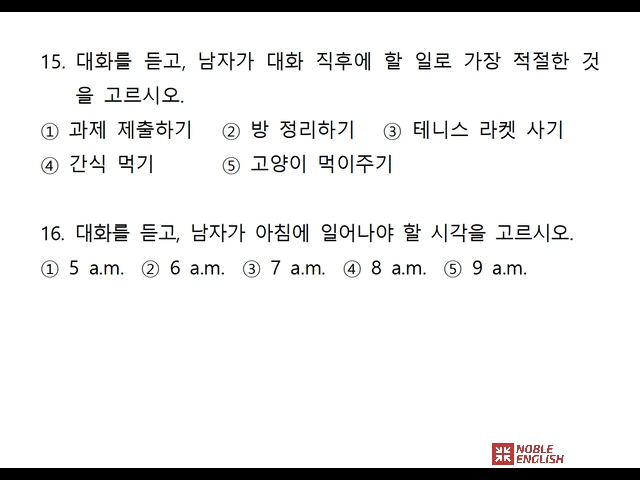 15. 대화를 듣고, 남자가 대화 직후에 할 일로 가장 적절한 것
을 고르시오.
① 과제 제출하기 ② 방 정리하기 ③ 테니스 라켓 사기
④ 간식 먹기 ⑤ 고양이 먹이주기
16. 대화를 듣고, 남자가 아침에 일어나야 할 시각을 고르시오.
① 5 a.m. ② 6 a.m. ③ 7 a.m. ④ 8 a.m. ⑤ 9 a.m.
NOBLE
ENGLISH